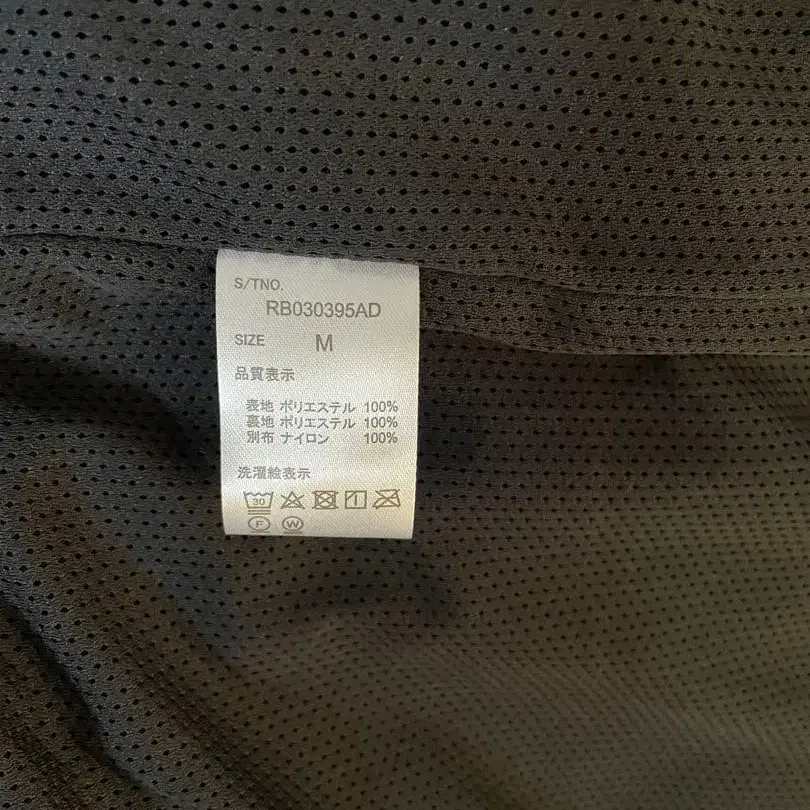 S/TNO.
RB030395AD
SIZE M
品質表示
表地 ポリエステル 100%
裏地 ポリエステル 100%
別布 ナイロン 100%
洗濯絵表示
30
F W